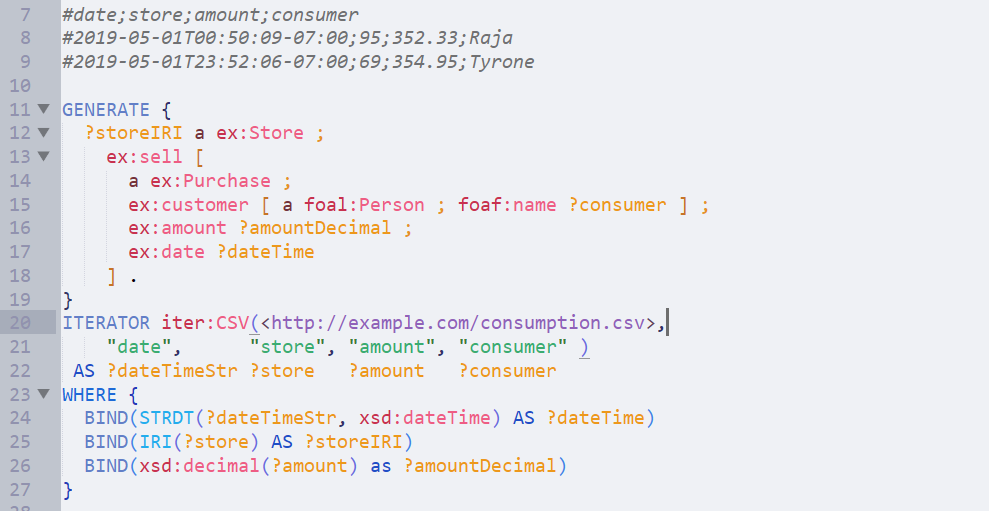 7 #date;store;amount;consumer
8 #2019-05-01T00:50:09-07:00;95;352.33;Raja
9 #2019-05-01T23:52:06-07:00;69;354.95;Tyrone
10
11 GENERATE {
12 ?storeIRI a ex:Store ;
13 ex:sell [
14 a ex:Purchase ;
15 ex:customer [ a foal:Person ; foaf:name ?consumer ] ;
16 ex:amount ?amountDecimal ;
17 ex:date ?dateTime
18 ] .
19 }
20 ITERATOR iter:CSV(<http://example.com/consumption.csv>,
21 "date", "store", "amount", "consumer" )
22 AS ?dateTimeStr ?store ?amount ?consumer
23 WHERE {
24 BIND(STRDT(?dateTimeStr, xsd:dateTime) AS ?dateTime)
25 BIND(IRI(?store) AS ?storeIRI)
26 BIND(xsd:decimal(?amount) as ?amountDecimal)
27 }